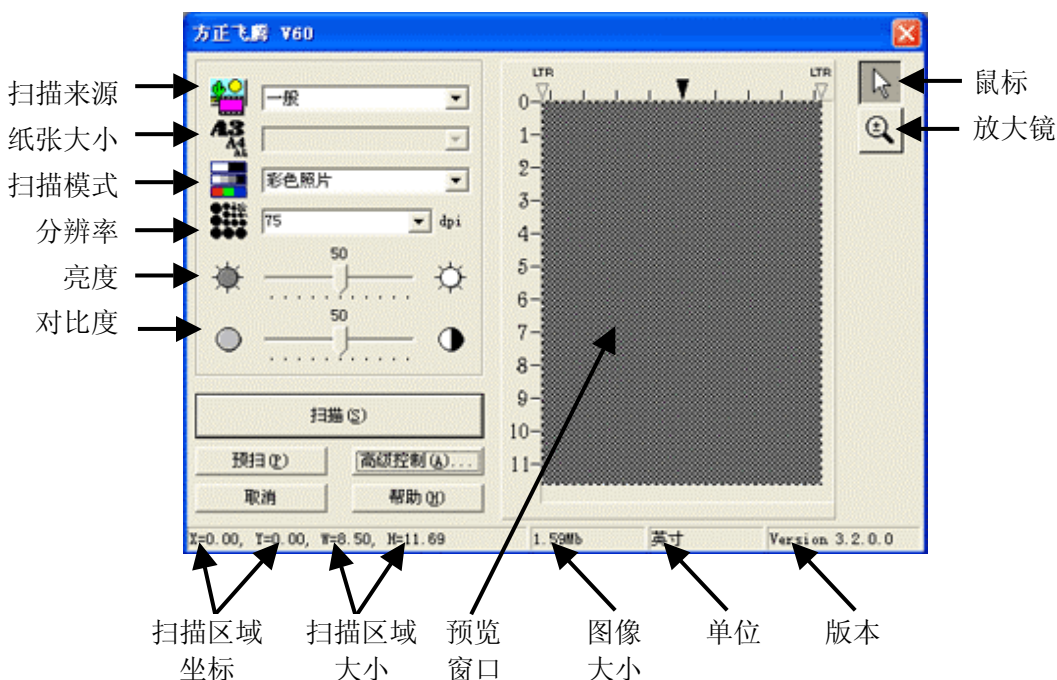 方正飞腾 V60
扫描来源
一般
纸张大小
A3
A4
扫描模式
彩色照片
分辨率
75
dpi
亮度
50
对比度
50
扫描(S)
预扫(P)
高级控制(A)...
取消
帮助(H)
LTR
LTR
0
1
2
3
4
5
6
7
8
9
10
11
鼠标
放大镜
X=0.00, Y=0.00, W=8.50, H=11.69
1.59Mb
英寸
Version 3.2.0.0
扫描区域
坐标
扫描区域
大小
预览
窗口
图像
大小
单位
版本